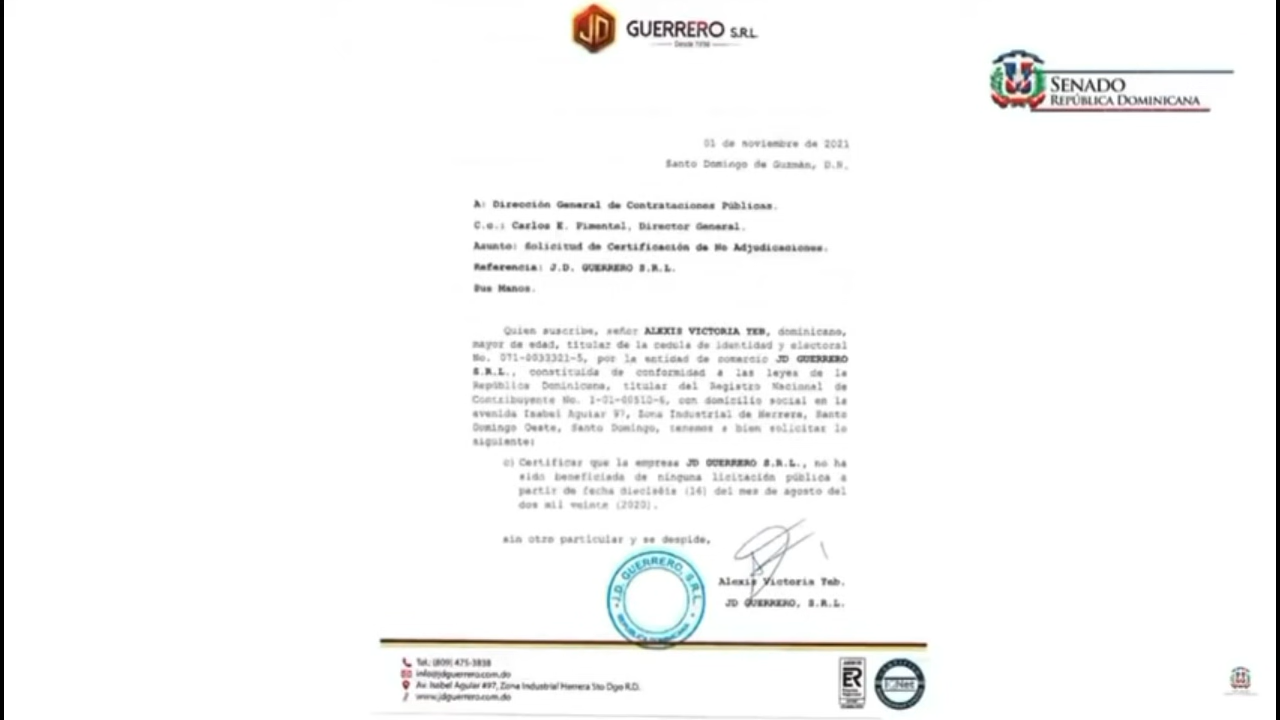 JD GUERRERO S.R.L.
Desde 1956
SENADO
REPÚBLICA DOMINICANA
01 de noviembre de 2021
Santo Domingo de Guzmán, D.N.
A: Dirección General de Contrataciones Públicas.
C.o.: Carlos E. Pimentel, Director General.
Asunto: Solicitud de Certificación de No Adjudicaciones.
Referencia: J.D. GUERRERO S.R.L.
Sus Manos.
Quien suscribe, señor ALEXIS VICTORIA YEB, dominicano,
mayor de edad, titular de la cedula de identidad y electoral
No. 071-0033321-5, por la entidad de comercio JD GUERRERO
S.R.L., constituida de conformidad a las leyes de la
República Dominicana, titular del Registro Nacional de
Contribuyente No. 1-01-00510-6, con domicilio social en la
avenida Isabel Aguiar 97, Zona Industrial de Herrera, Santo
Domingo Oeste, Santo Domingo, tenemos a bien solicitar lo
siguiente:
c) Certificar que la empresa JD GUERRERO S.R.L., no ha
sido beneficiada de ninguna licitación pública a
partir de fecha dieciséis (16) del mes de agosto del
dos mil veinte (2020).
sin otro particular y se despide,
J.D. GUERRERO, S.R.L.
REPUBLICA DOMINICANA
Alexis Victoria Yeb.
JD GUERRERO, S.R.L.
Tel.: (809) 475-3838
info@jdguerrero.com.do
Av. Isabel Aguiar #97, Zona Industrial Herrera Sto Dgo R.D.
www.jdguerrero.com.do
ER
IQNet